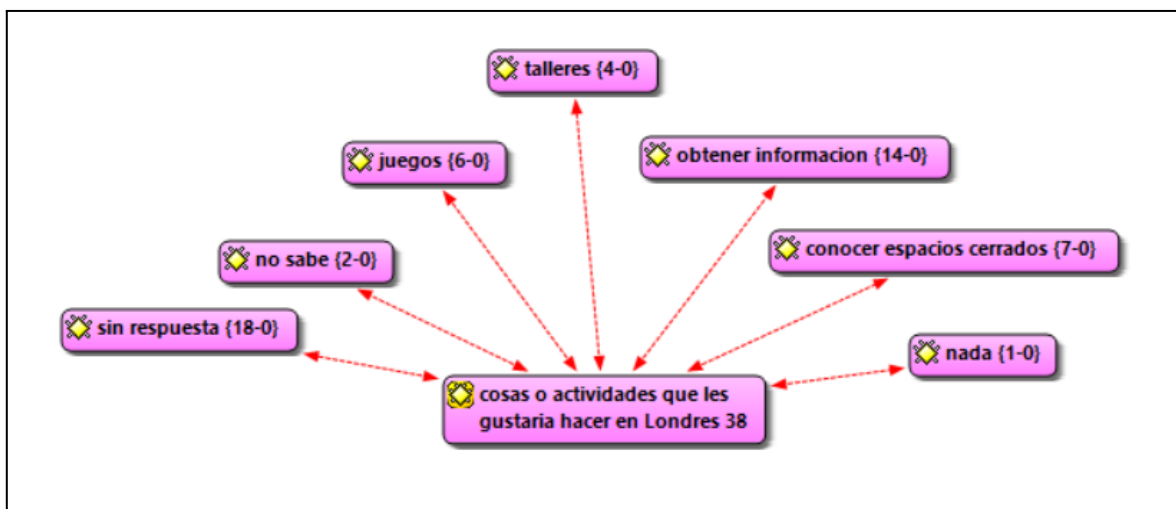 talleres {4-0}
juegos {6-0}
obtener informacion {14-0}
no sabe {2-0}
conocer espacios cerrados {7-0}
sin respuesta {18-0}
nada {1-0}
cosas o actividades que les
gustaria hacer en Londres 38